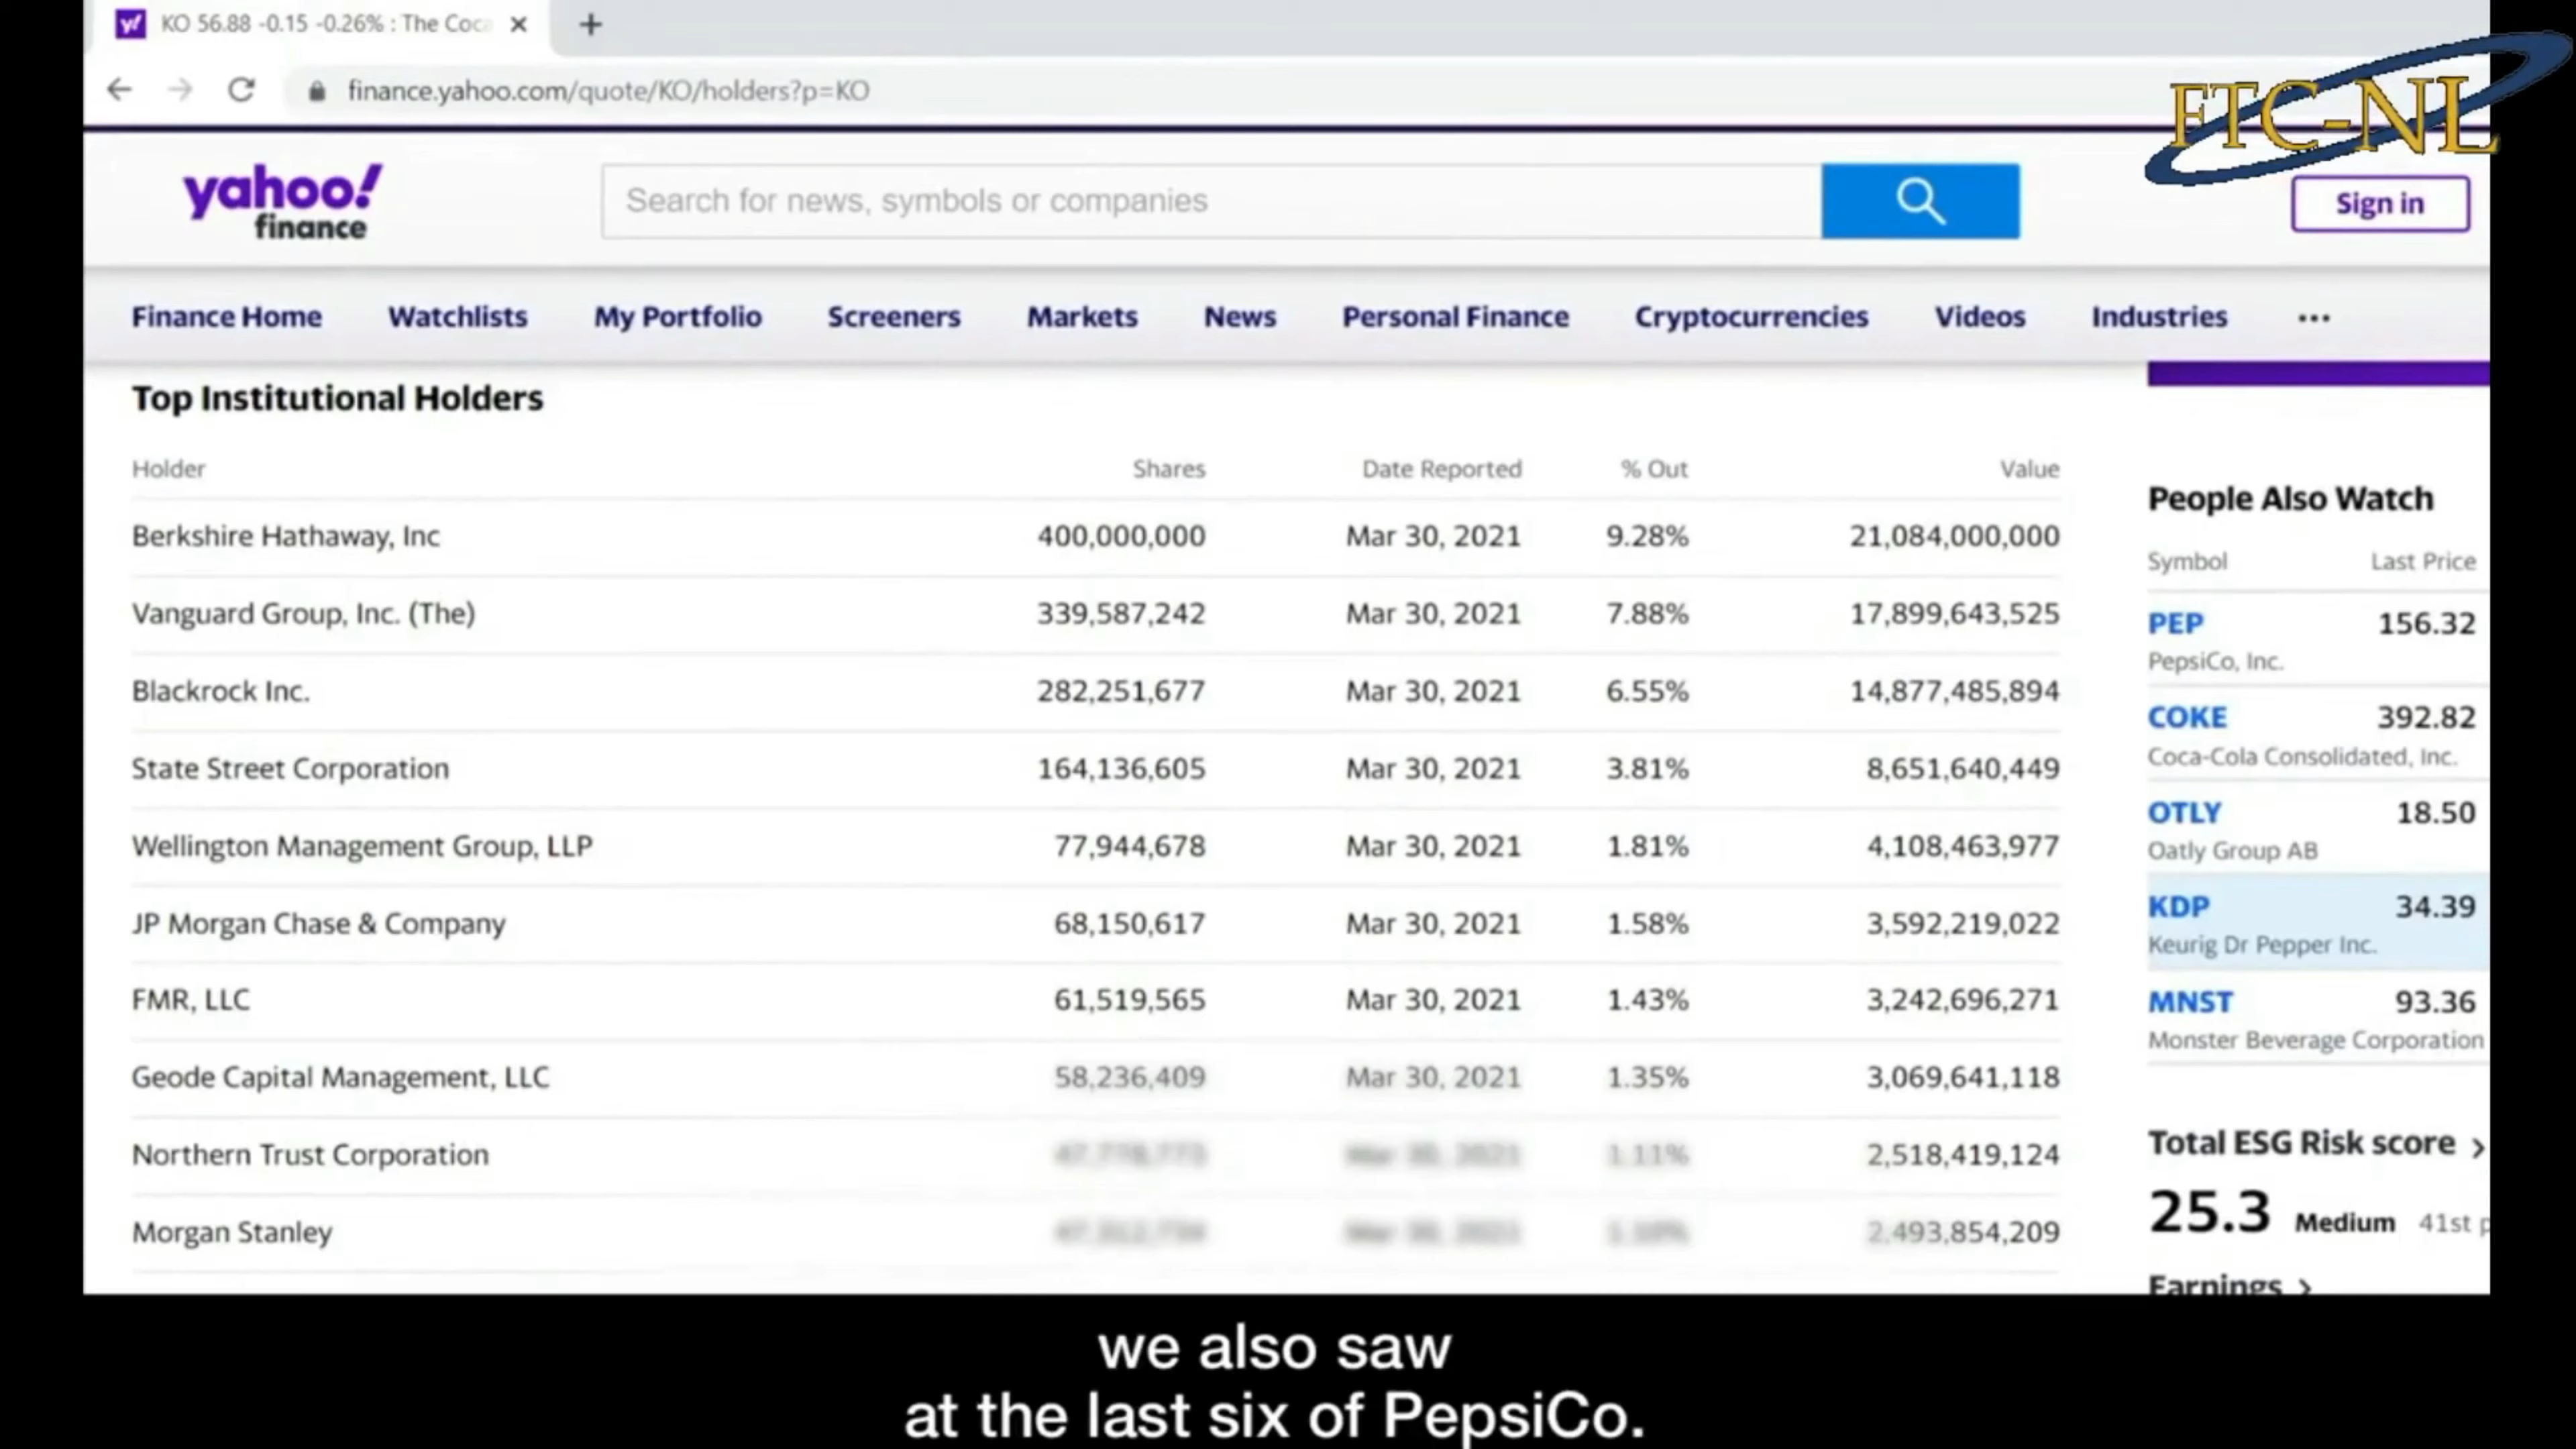 KO 56.88 -0.15 -0.26% : The Coca
finance.yahoo.com/quote/KO/holders?p=KO
FTC-NL
yahoo!
finance
Search for news, symbols or companies
Sign in
Finance Home Watchlists My Portfolio Screeners Markets News Personal Finance Cryptocurrencies Videos Industries ...
Top Institutional Holders
Holder Shares Date Reported % Out Value
Berkshire Hathaway, Inc 400,000,000 Mar 30, 2021 9.28% 21,084,000,000
Vanguard Group, Inc. (The) 339,587,242 Mar 30, 2021 7.88% 17,899,643,525
Blackrock Inc. 282,251,677 Mar 30, 2021 6.55% 14,877,485,894
State Street Corporation 164,136,605 Mar 30, 2021 3.81% 8,651,640,449
Wellington Management Group, LLP 77,944,678 Mar 30, 2021 1.81% 4,108,463,977
JP Morgan Chase & Company 68,150,617 Mar 30, 2021 1.58% 3,592,219,022
FMR, LLC 61,519,565 Mar 30, 2021 1.43% 3,242,696,271
Geode Capital Management, LLC 58,236,409 Mar 30, 2021 1.35% 3,069,641,118
Northern Trust Corporation 1.11% 2,518,419,124
Morgan Stanley 2,493,854,209
People Also Watch
Symbol Last Price
PEP 156.32
PepsiCo, Inc.
COKE 392.82
Coca-Cola Consolidated, Inc.
OTLY 18.50
Oatly Group AB
KDP 34.39
Keurig Dr Pepper Inc.
MNST 93.36
Monster Beverage Corporation
Total ESG Risk score
25.3 Medium 41st p
Earnings
we also saw
at the last six of PepsiCo.